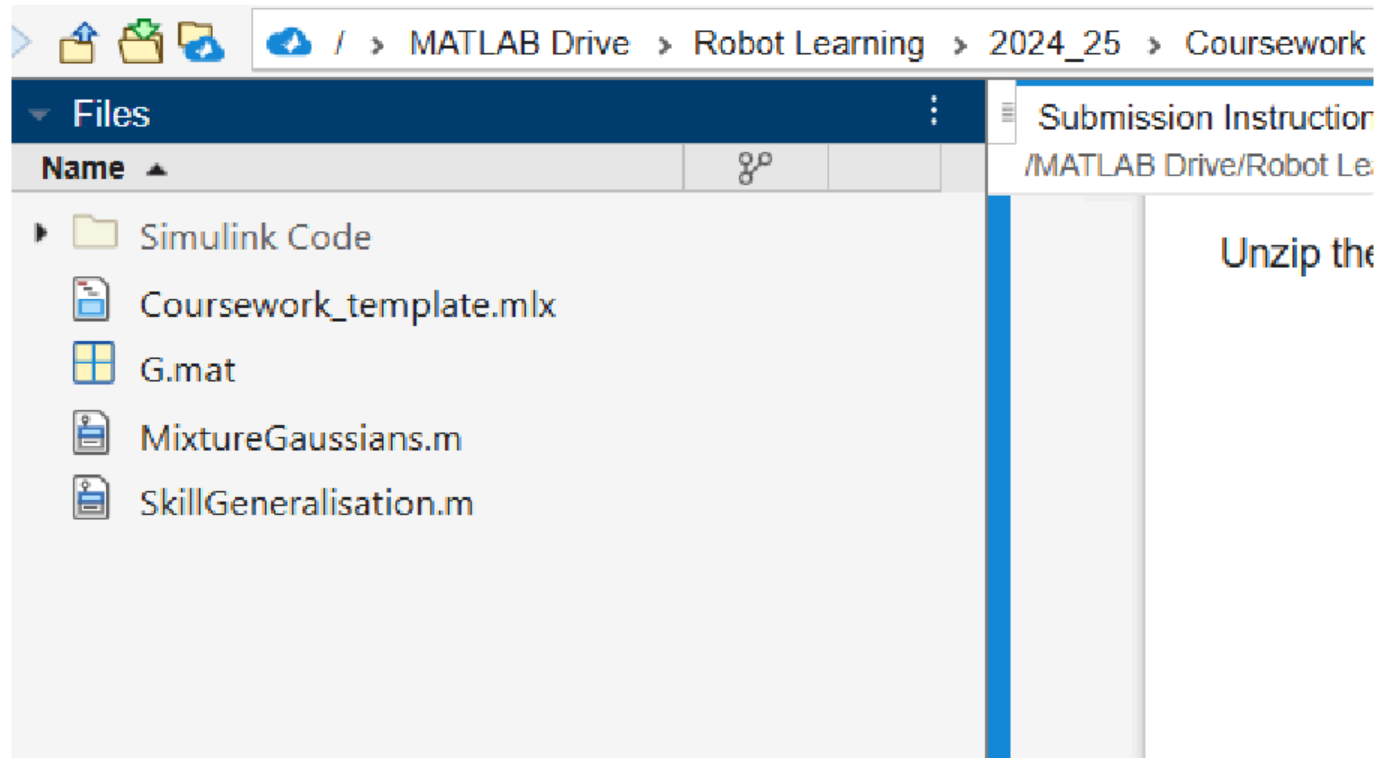 / > MATLAB Drive > Robot Learning > 2024_25 > Coursework
Files
Submission Instruction
Name
/MATLAB Drive/Robot Le
Simulink Code
Unzip the
Coursework_template.mlx
G.mat
MixtureGaussians.m
SkillGeneralisation.m